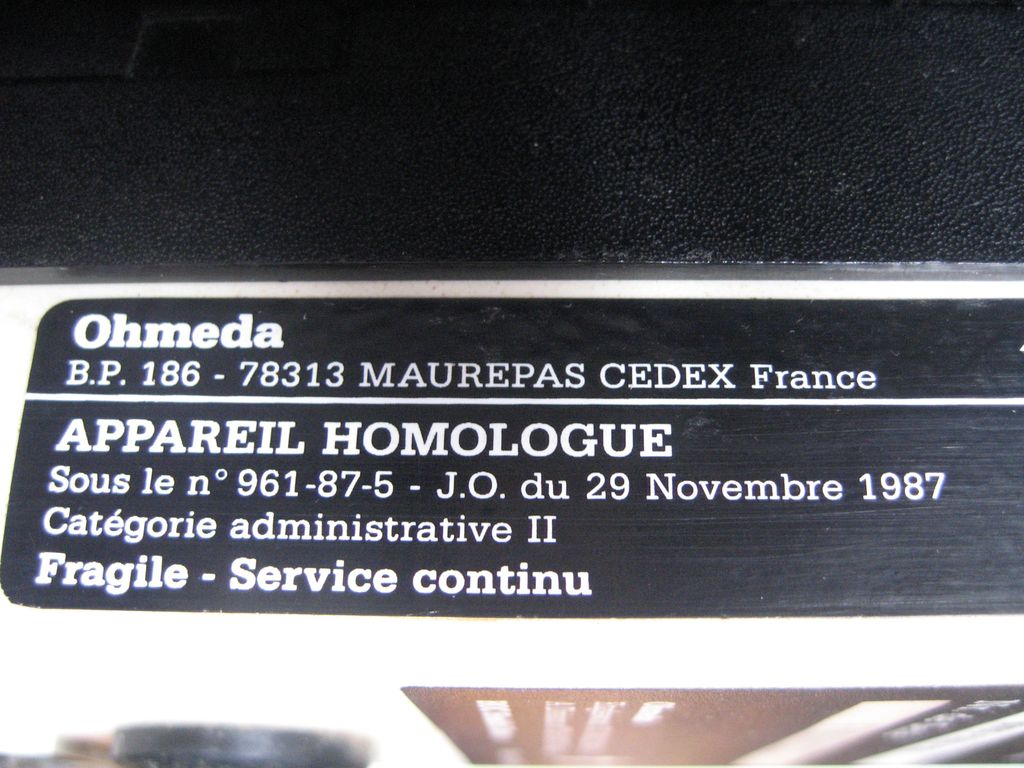 Ohmeda
B.P. 186 - 78313 MAUREPAS CEDEX France
APPAREIL HOMOLOGUE
Sous le n° 961-87-5 - J.O. du 29 Novembre 1987
Catégorie administrative II
Fragile - Service continu